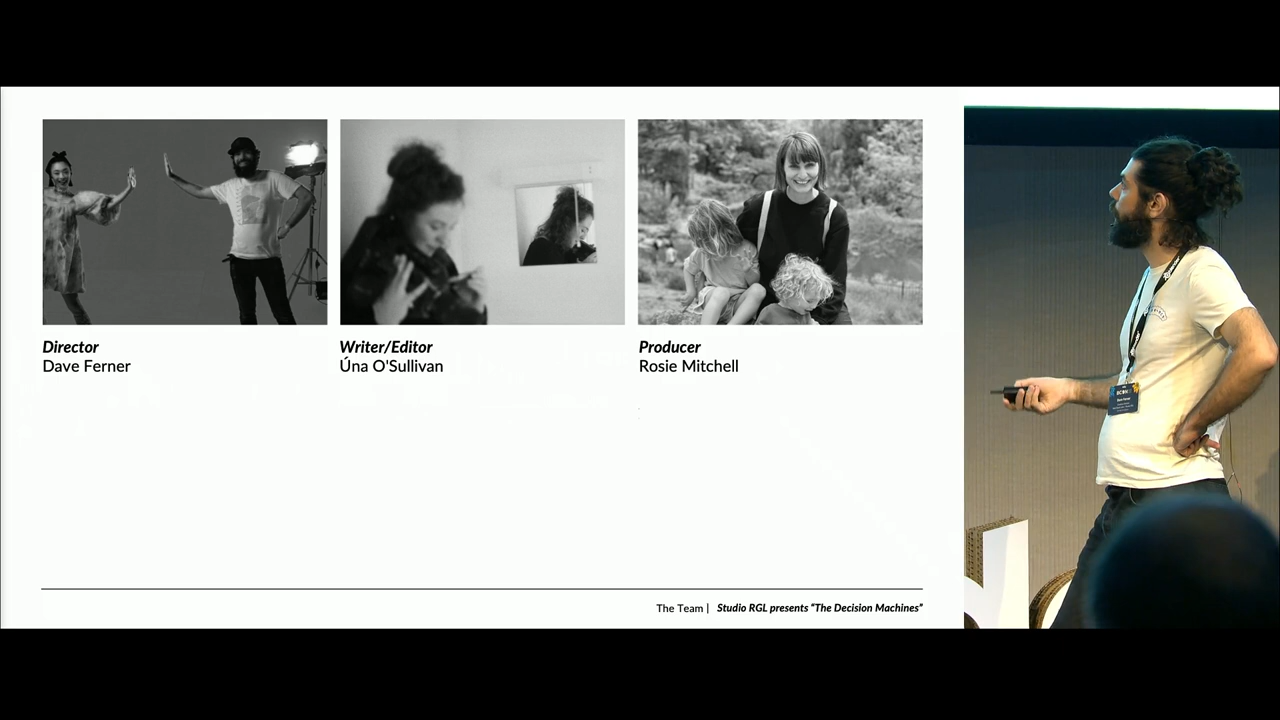 Director
Dave Ferner
Writer/Editor
Úna O'Sullivan
Producer
Rosie Mitchell
The Team | Studio RGL presents “The Decision Machines”